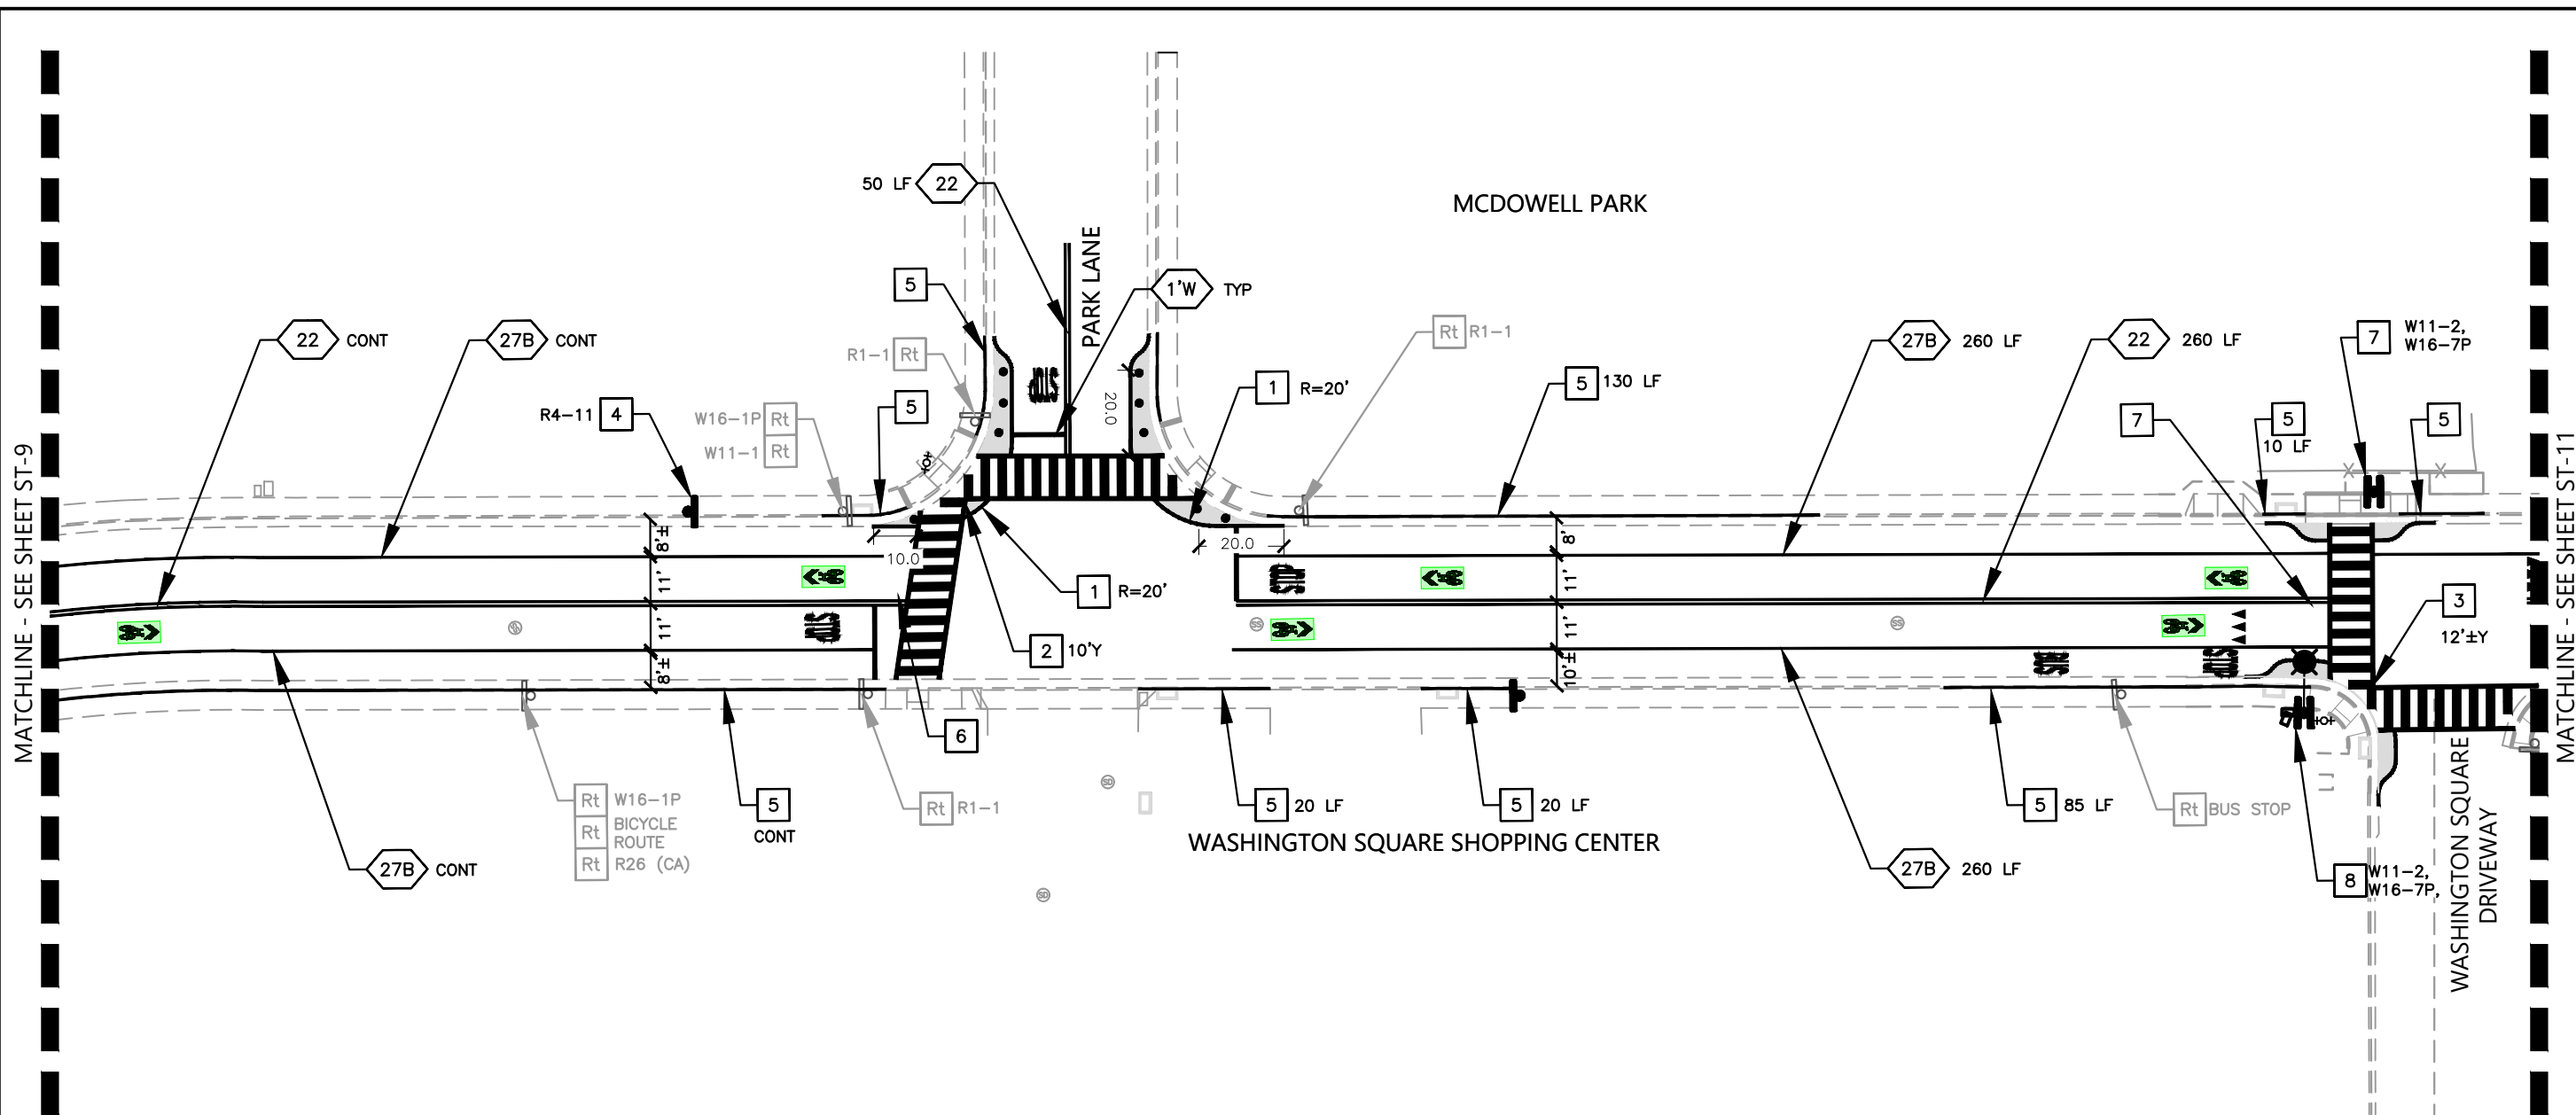 MCDOWELL PARK
50 LF 22
PARK LANE
5
1'W TYP
22 CONT
27B CONT
R1-1 Rt
Rt R1-1
27B 260 LF
22 260 LF
7 W11-2,
W16-7P
R4-11 4
W16-1P Rt
W11-1 Rt
5
STOP
20.0
1 R=20'
5 130 LF
7
5
10 LF
5
MATCHLINE - SEE SHEET ST-9
MATCHLINE - SEE SHEET ST-11
8'±
11'
11'
8'±
10.0
20.0
8'
11'
11'
10'±
STOP
STOP
SS
SS
1 R=20'
2 10'Y
3
12'±Y
6
Rt W16-1P
Rt BICYCLE
ROUTE
Rt R26 (CA)
5
CONT
Rt R1-1
SD
5 20 LF
5 20 LF
5 85 LF
Rt BUS STOP
WASHINGTON SQUARE SHOPPING CENTER
27B CONT
27B 260 LF
8 W11-2,
W16-7P,
SD
WASHINGTON SQUARE
DRIVEWAY